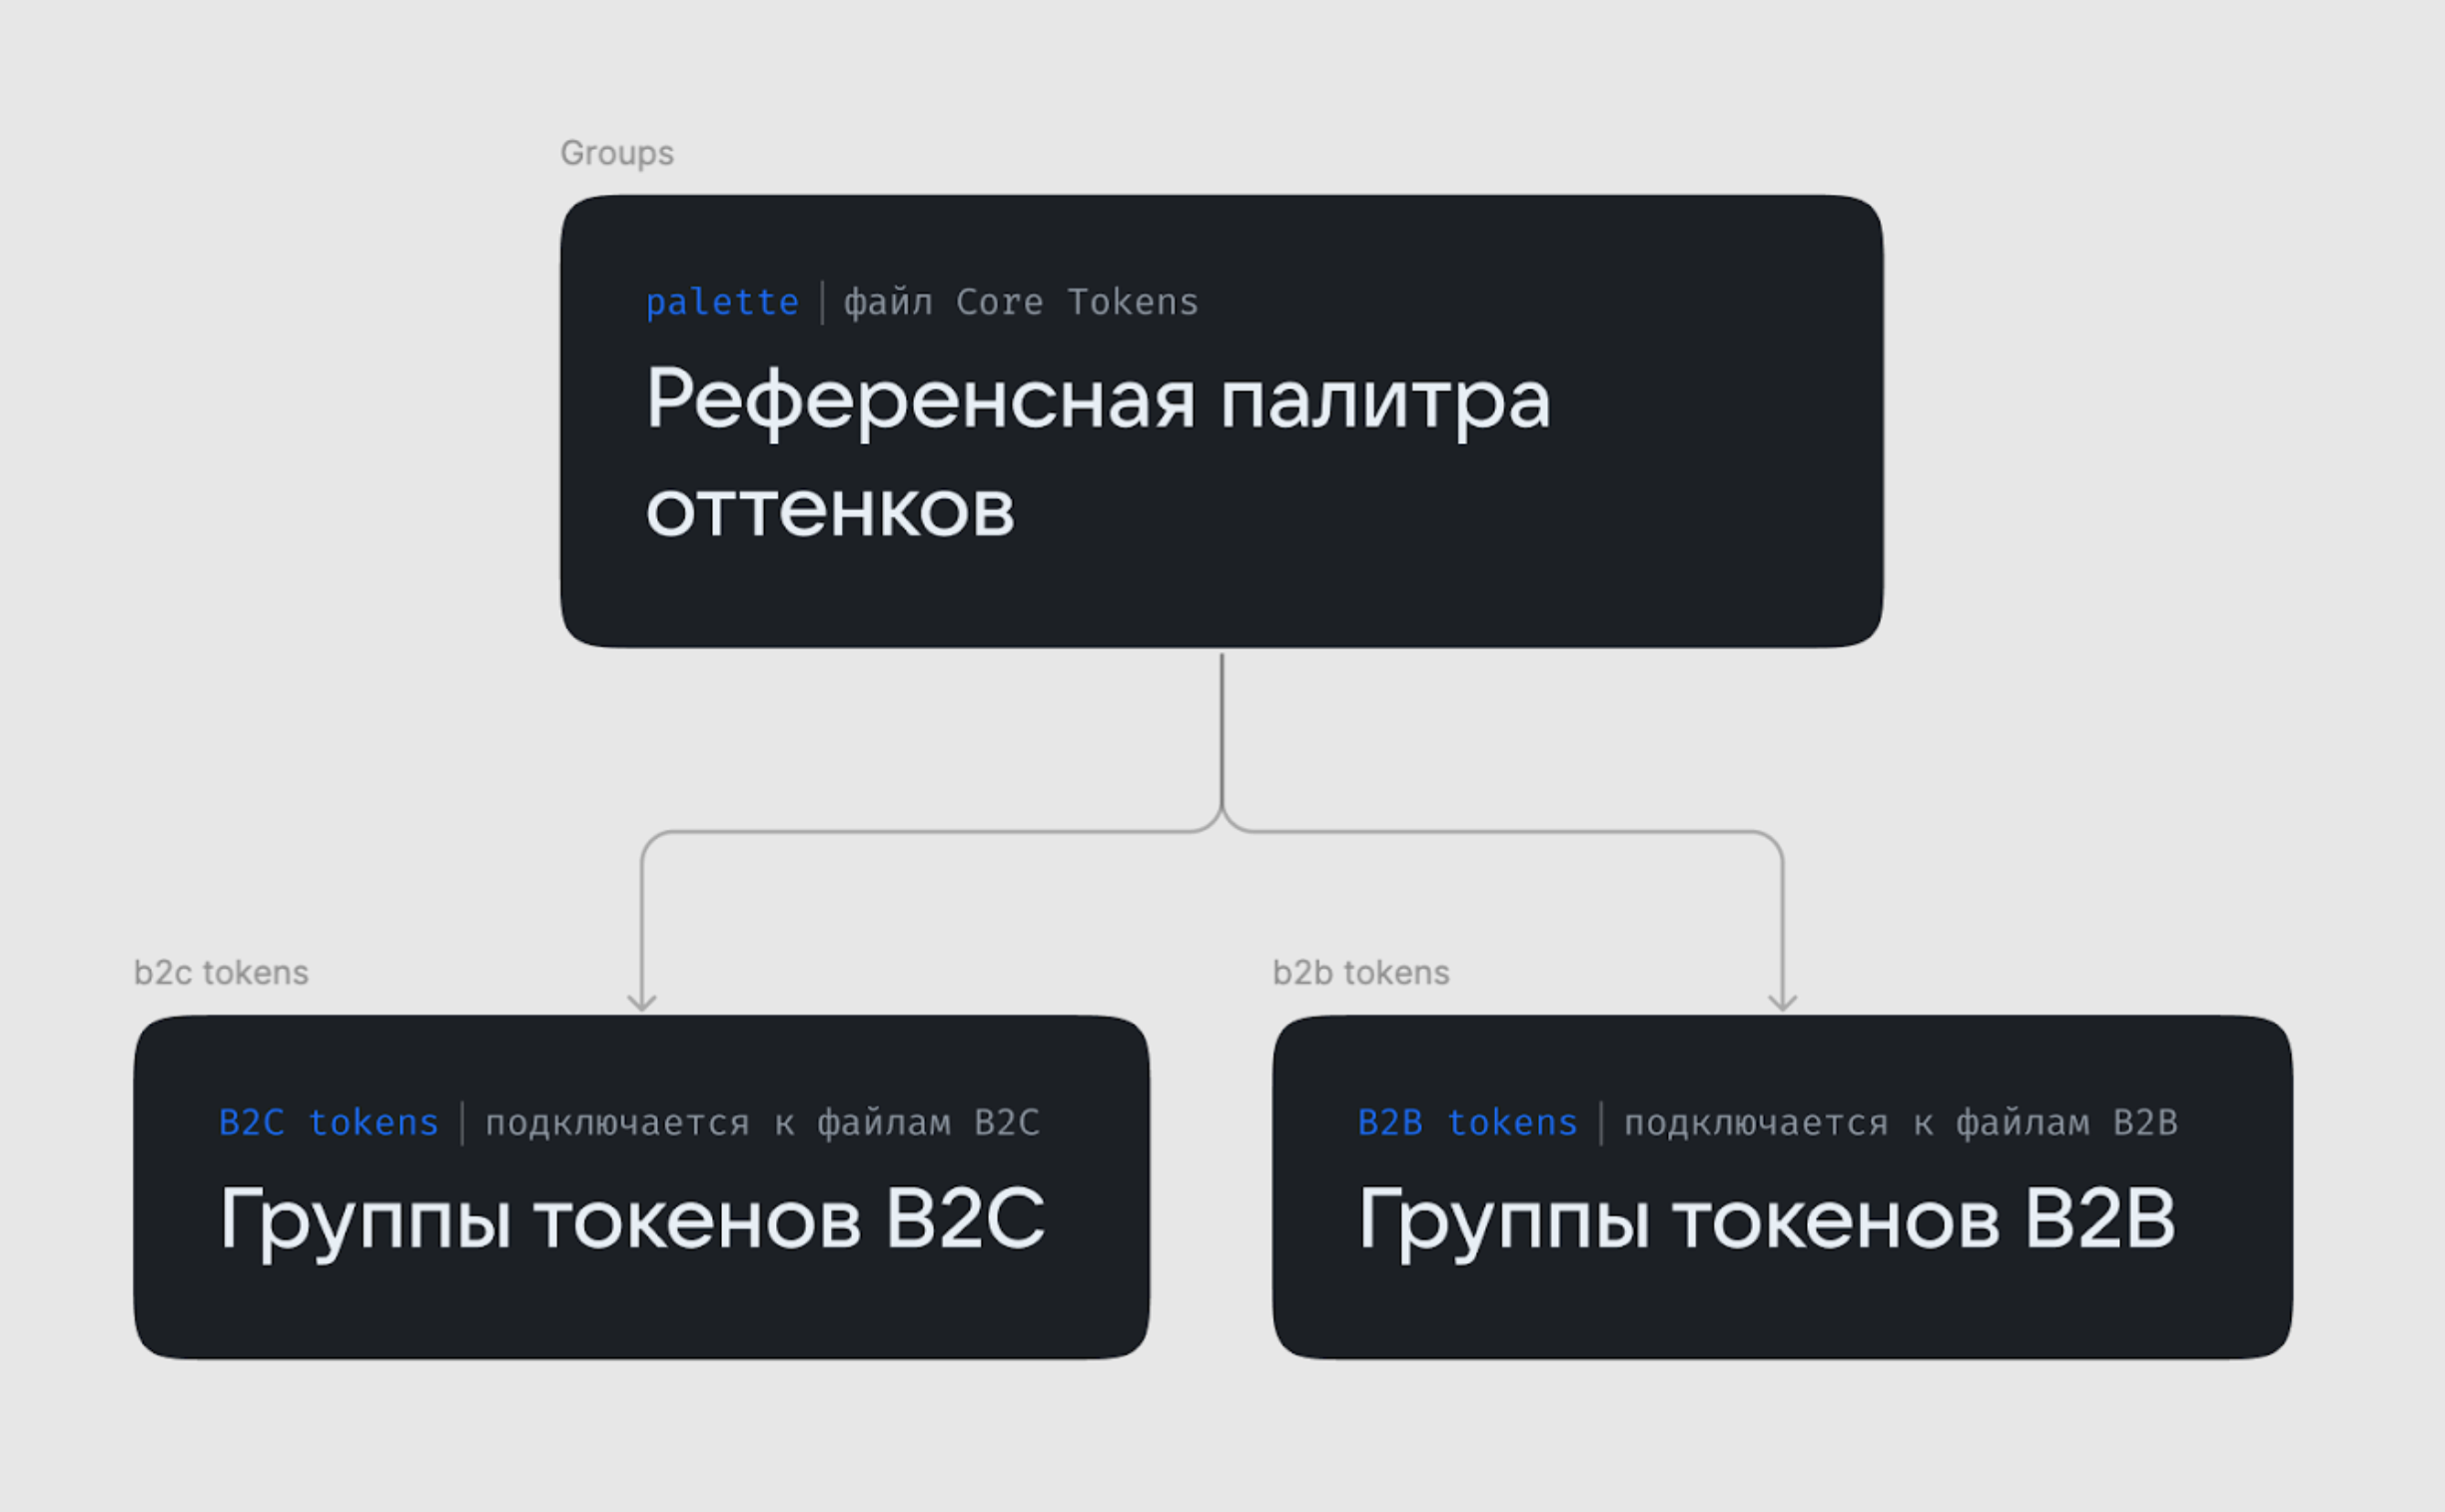 Groups
palette | файл Core Tokens
Референсная палитра
оттенков
b2c tokens
B2C tokens | подключается к файлам B2C
Группы токенов B2C
b2b tokens
B2B tokens | подключается к файлам B2B
Группы токенов B2B